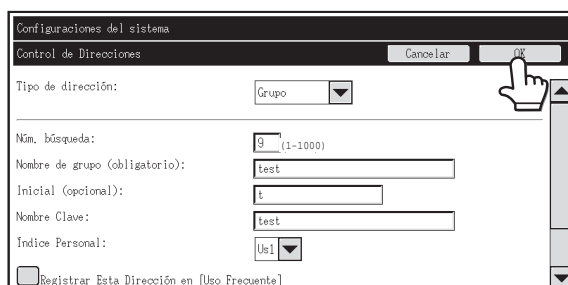 Configuraciones del sistema
Control de Direcciones Cancelar OK
Tipo de dirección: Grupo
Núm. búsqueda: 9 (1-1000)
Nombre de grupo (obligatorio): test
Inicial (opcional): t
Nombre Clave: test
Índice Personal: Us1
Registrar Esta Dirección en [Uso Frecuente]